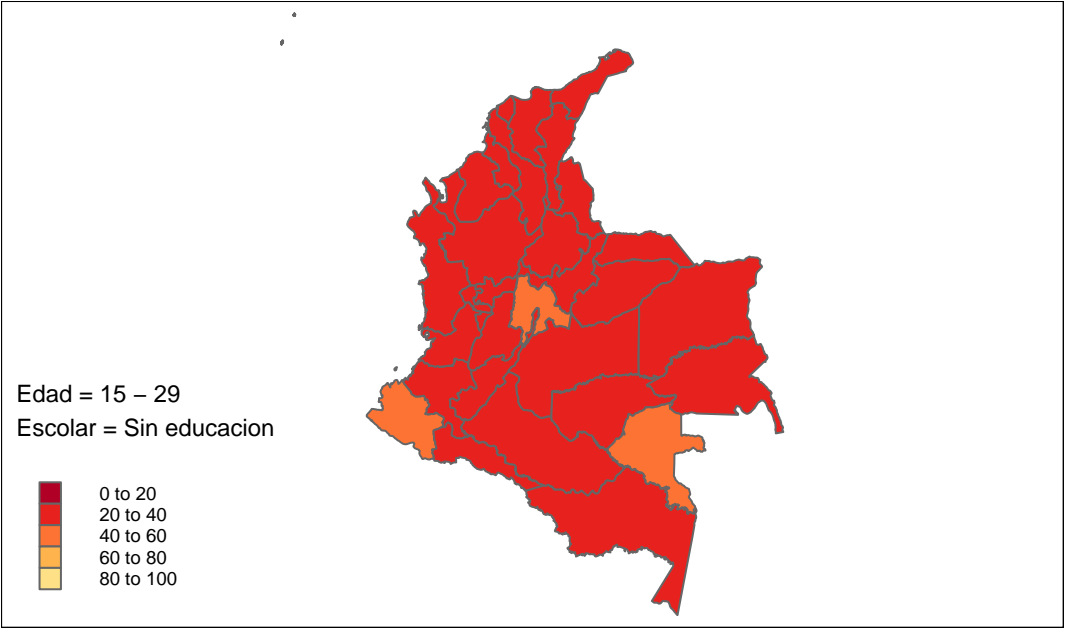 Edad = 15 – 29
Escolar = Sin educacion
0 to 20
20 to 40
40 to 60
60 to 80
80 to 100